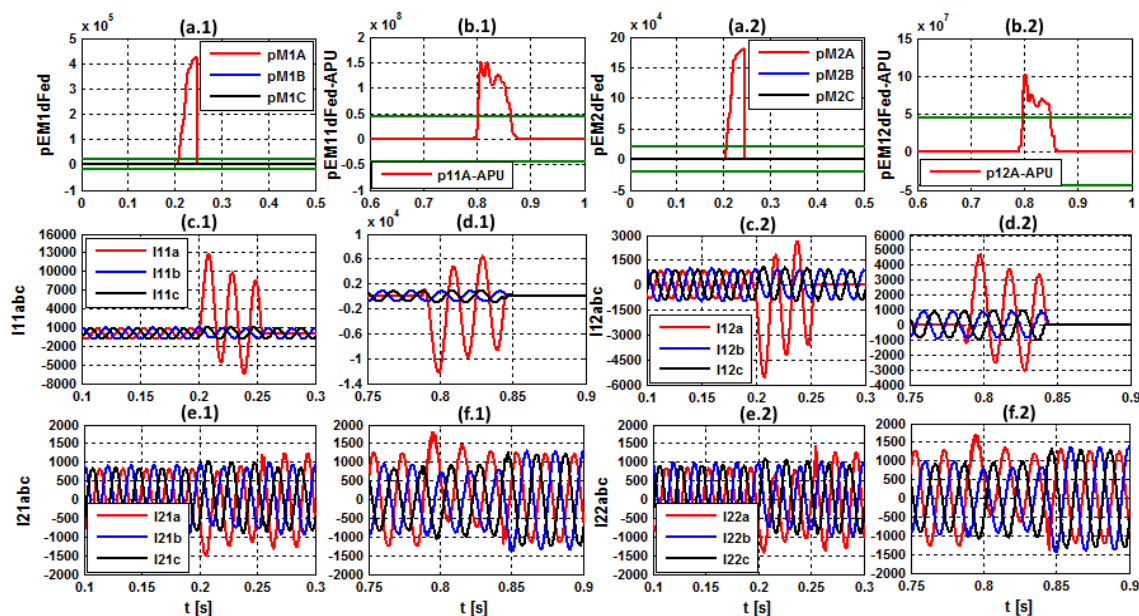 (a.1) (b.1) (a.2) (b.2)
x 10^5 x 10^8 x 10^4 x 10^7
pEM1dFed
5
4
3
2
1
0
-1
pM1A
pM1B
pM1C
0 0.1 0.2 0.3 0.4 0.5
pEM11dFed-APU
2
1.5
1
0.5
0
-0.5
-1
p11A-APU
0.6 0.7 0.8 0.9 1
pEM2dFed
20
15
10
5
0
-5
pM2A
pM2B
pM2C
0 0.1 0.2 0.3 0.4 0.5
pEM12dFed-APU
15
10
5
0
-5
p12A-APU
0.6 0.7 0.8 0.9 1
(c.1) (d.1) (c.2) (d.2)
I11abc
16000
13000
10000
7000
4000
1000
-2000
-5000
-8000
I11a
I11b
I11c
0.1 0.15 0.2 0.25 0.3
x 10^4
1
0.6
0.2
-0.2
-0.6
-1
-1.4
0.75 0.8 0.85 0.9
I12abc
3000
1500
0
-1500
-3000
-4500
-6000
I12a
I12b
I12c
0.1 0.15 0.2 0.25 0.3
6000
5000
4000
3000
2000
1000
0
-1000
-2000
-3000
-4000
0.75 0.8 0.85 0.9
(e.1) (f.1) (e.2) (f.2)
I21abc
2000
1500
1000
500
0
-500
-1000
-1500
-2000
I21a
I21b
I21c
0.1 0.15 0.2 0.25 0.3
t [s]
2000
1500
1000
500
0
-500
-1000
-1500
-2000
0.75 0.8 0.85 0.9
t [s]
I22abc
2000
1500
1000
500
0
-500
-1000
-1500
-2000
I22a
I22b
I22c
0.1 0.15 0.2 0.25 0.3
t [s]
2000
1500
1000
500
0
-500
-1000
-1500
-2000
0.75 0.8 0.85 0.9
t [s]